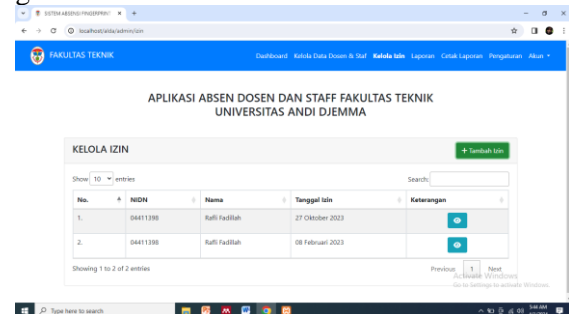 SISTEM ABSENSI FINGERPRINT
localhost/alda/admin/izin
FAKULTAS TEKNIK
Dashboard Kelola Data Dosen & Staf Kelola Izin Laporan Cetak Laporan Pengaturan Akun
APLIKASI ABSEN DOSEN DAN STAFF FAKULTAS TEKNIK
UNIVERSITAS ANDI DJEMMA
KELOLA IZIN
+ Tambah Izin
Show 10 entries
Search:
No. NIDN Nama Tanggal Izin Keterangan
1. 04411398 Rafli Fadillah 27 Oktober 2023
2. 04411398 Rafli Fadillah 08 Februari 2023
Showing 1 to 2 of 2 entries
Previous 1 Next
Activate Windows
Go to Settings to activate Windows.
Type here to search
5:44 AM